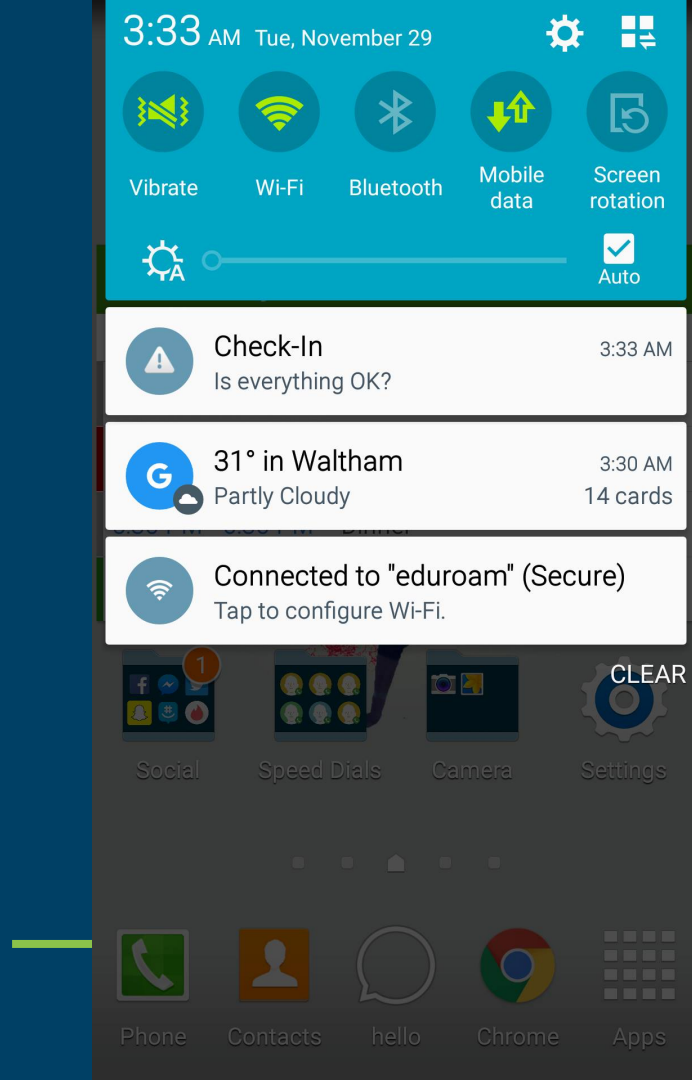 3:33 AM Tue, November 29
Vibrate
Wi-Fi
Bluetooth
Mobile
data
Screen
rotation
A
Auto
Check-In
3:33 AM
Is everything OK?
31° in Waltham
3:30 AM
G
Partly Cloudy
14 cards
Connected to "eduroam" (Secure)
Tap to configure Wi-Fi.
CLEAR
1
Social
Speed Dials
Camera
Settings
Phone
Contacts
hello
Chrome
Apps